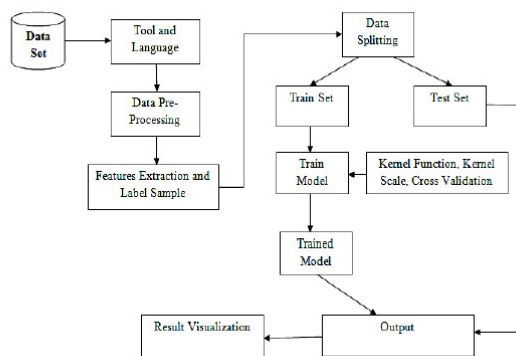 Data
Set
Tool and
Language
Data Pre-
Processing
Features Extraction and
Label Sample
Data
Splitting
Train Set
Test Set
Train
Model
Kernel Function, Kernel
Scale, Cross Validation
Trained
Model
Result Visualization
Output